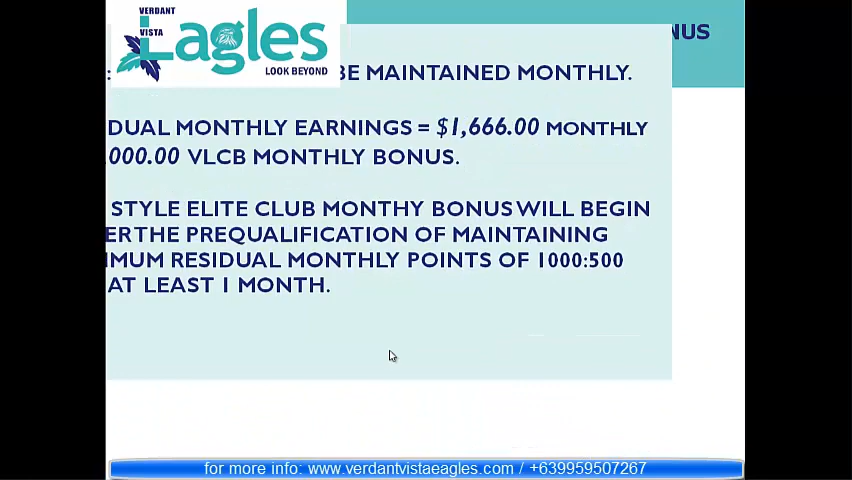 VERDANT
VISTA
Eagles
LOOK BEYOND
NUS
: BE MAINTAINED MONTHLY.
DUAL MONTHLY EARNINGS = $1,666.00 MONTHLY
000.00 VLCB MONTHLY BONUS.
STYLE ELITE CLUB MONTHY BONUS WILL BEGIN
ER THE PREQUALIFICATION OF MAINTAINING
IMUM RESIDUAL MONTHLY POINTS OF 1000:500
AT LEAST 1 MONTH.
for more info: www.verdantvistaeagles.com / +639959507267